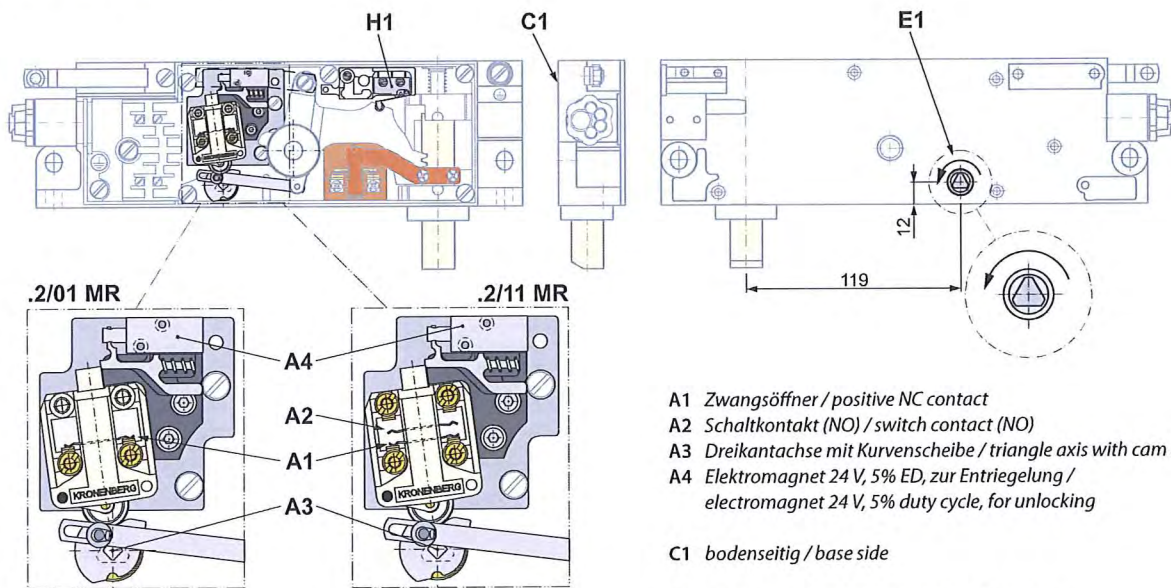 H1
C1
E1
12
119
.2/01 MR
.2/11 MR
A4
A2
A1
A3
KRONENBERG
KRONENBERG
A1 Zwangsöffner / positive NC contact
A2 Schaltkontakt (NO) / switch contact (NO)
A3 Dreikantachse mit Kurvenscheibe / triangle axis with cam
A4 Elektromagnet 24 V, 5% ED, zur Entriegelung /
electromagnet 24 V, 5% duty cycle, for unlocking
C1 bodenseitig / base side